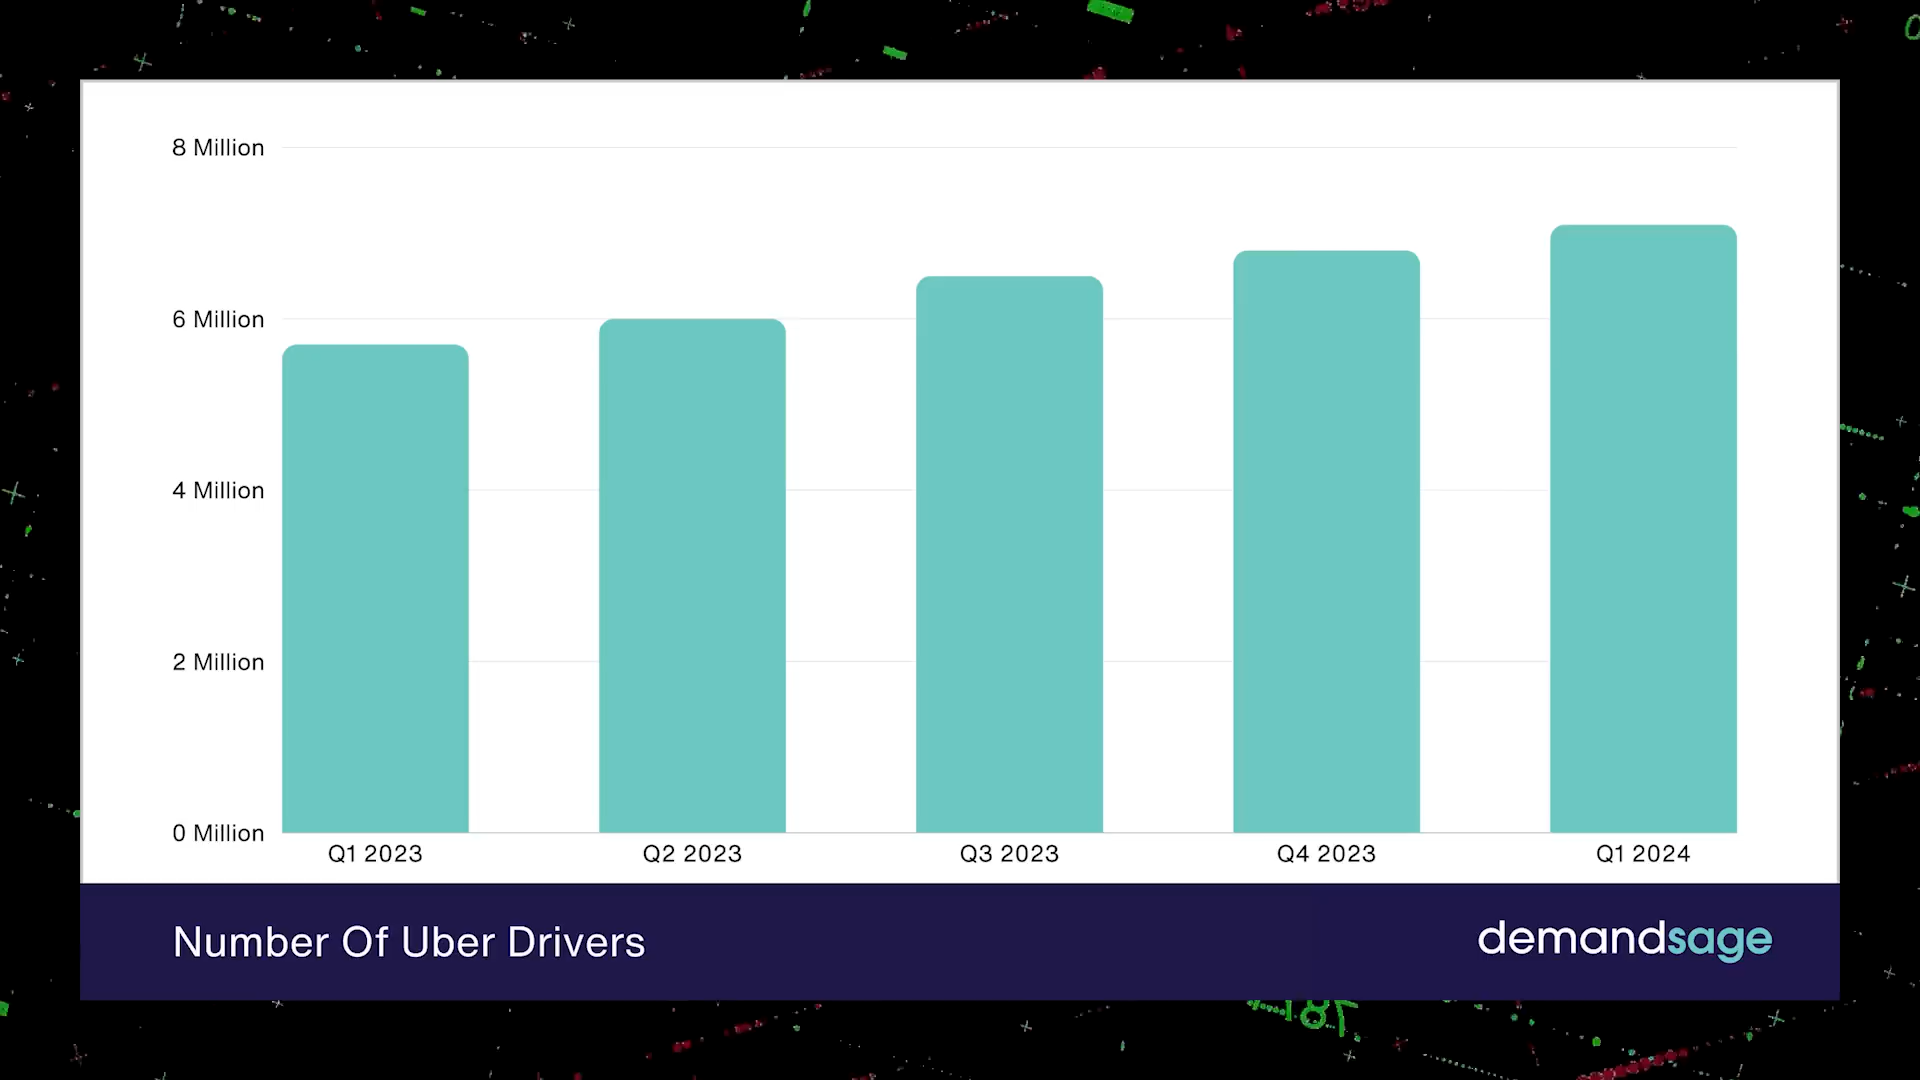 8 Million
6 Million
4 Million
2 Million
0 Million
Q1 2023
Q2 2023
Q3 2023
Q4 2023
Q1 2024
Number Of Uber Drivers
demandsage